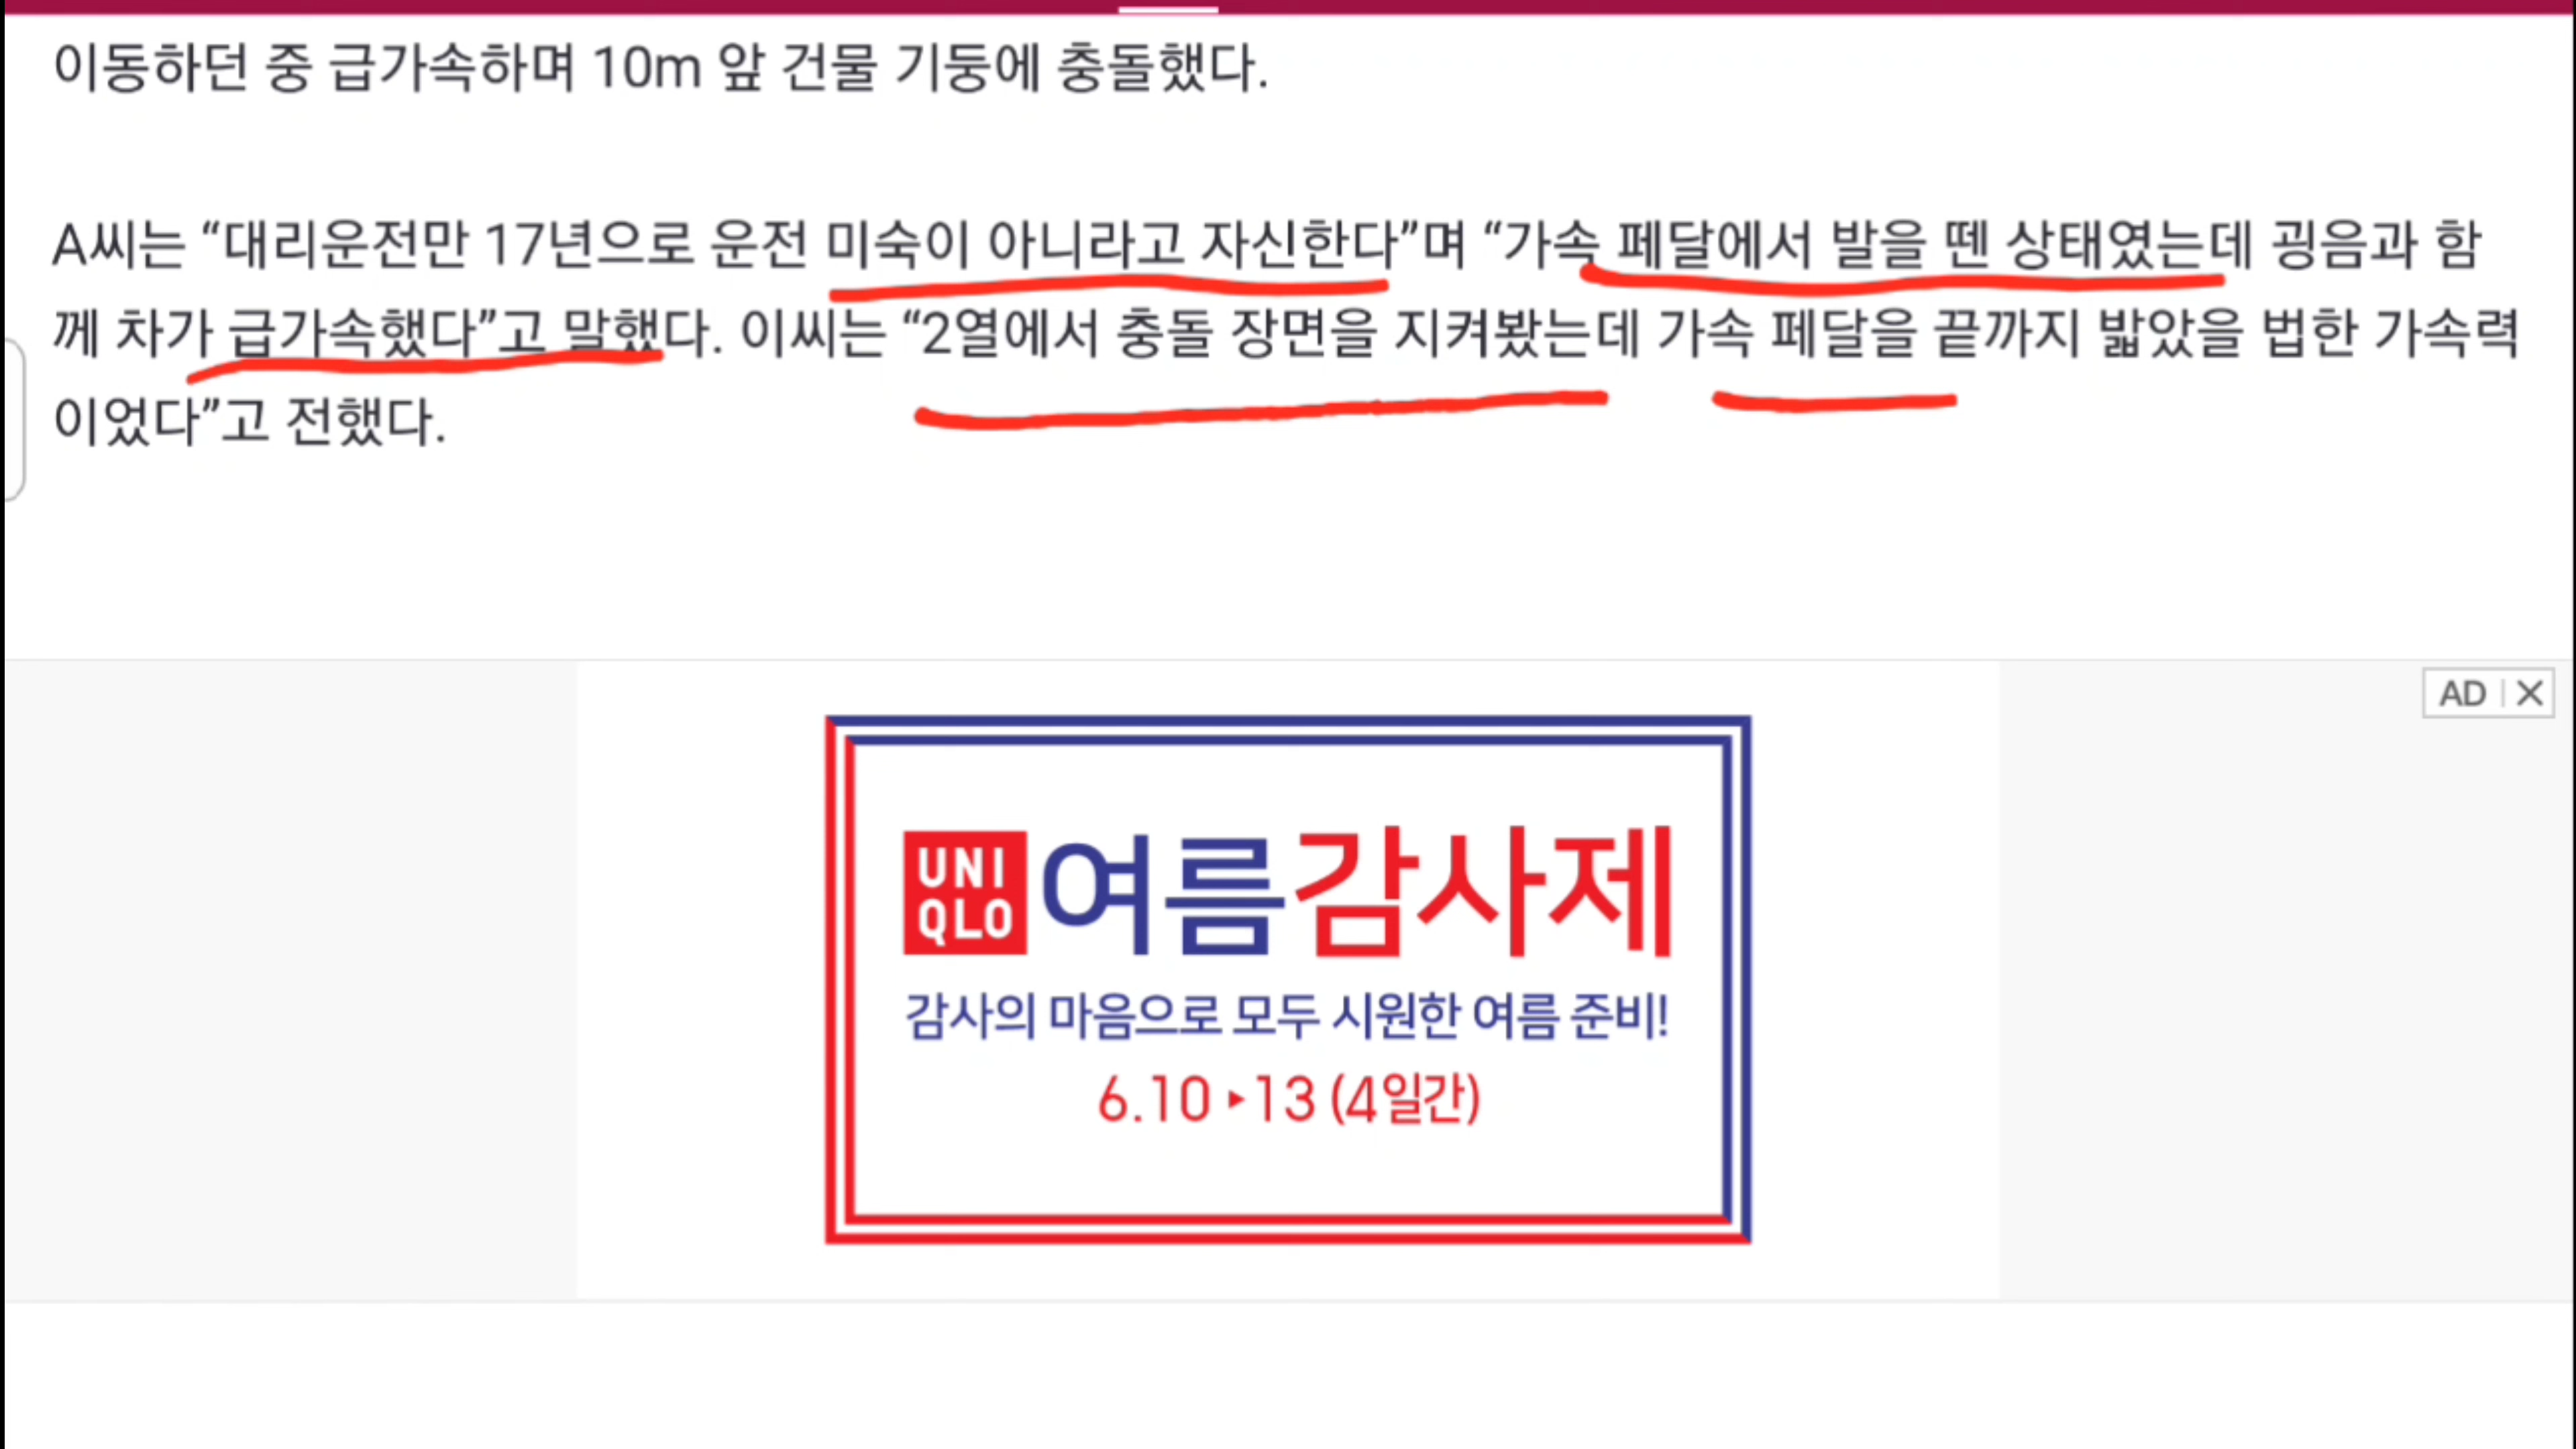 이동하던 중 급가속하며 10m 앞 건물 기둥에 충돌했다.
A씨는 “대리운전만 17년으로 운전 미숙이 아니라고 자신한다”며 “가속 페달에서 발을 뗀 상태였는데 굉음과 함
께 차가 급가속했다”고 말했다. 이씨는 “2열에서 충돌 장면을 지켜봤는데 가속 페달을 끝까지 밟았을 법한 가속력
이었다”고 전했다.
AD
UNI
QLO
여름감사제
감사의 마음으로 모두 시원한 여름 준비!
6.10 ▸13 (4일간)